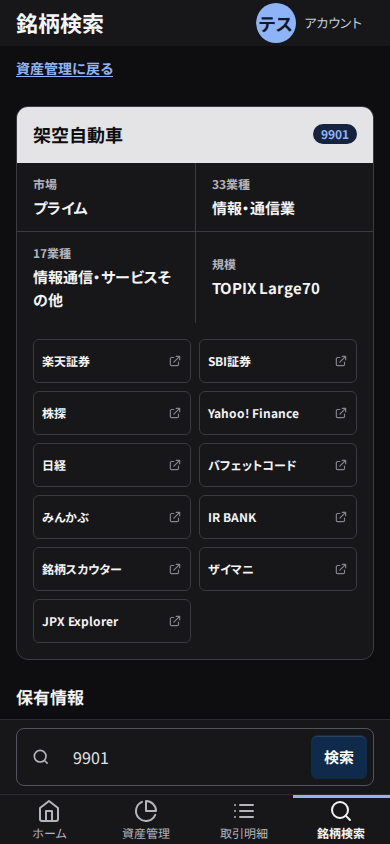 銘柄検索
テス アカウント
資産管理に戻る
架空自動車 9901
市場 33業種
プライム 情報・通信業
17業種 規模
情報通信・サービスそ
の他
TOPIX Large70
楽天証券 SBI証券
株探 Yahoo! Finance
日経 バフェットコード
みんかぶ IR BANK
銘柄スカウター ザイマニ
JPX Explorer
保有情報
9901 検索
ホーム 資産管理 取引明細 銘柄検索